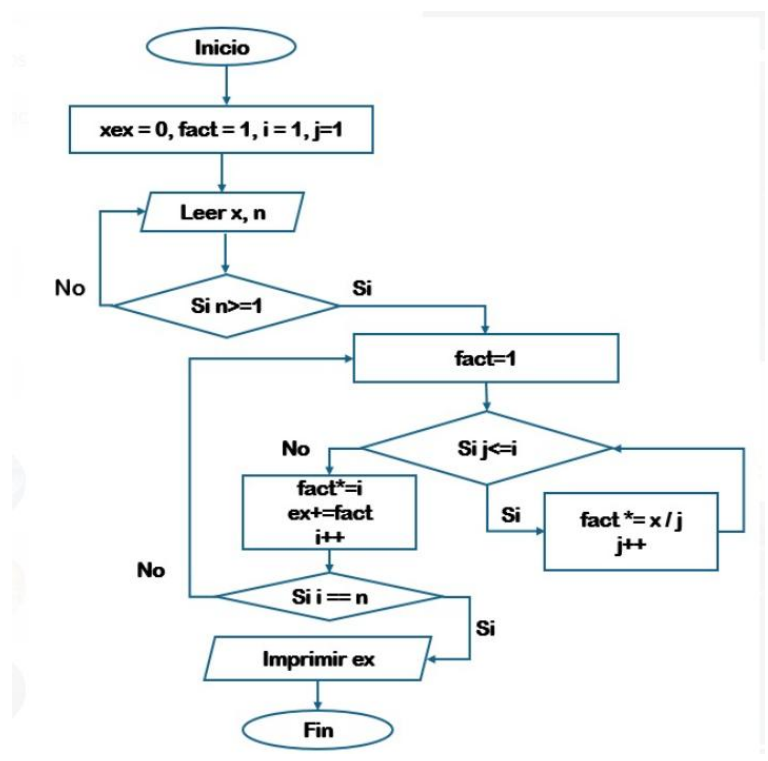 Inicio
xex = 0, fact = 1, i = 1, j=1
Leer x, n
No
Si n>=1
Si
fact=1
Si j<=i
No
fact*=i
ex+=fact
i++
Si
fact *= x / j
j++
No
Si i == n
Si
Imprimir ex
Fin